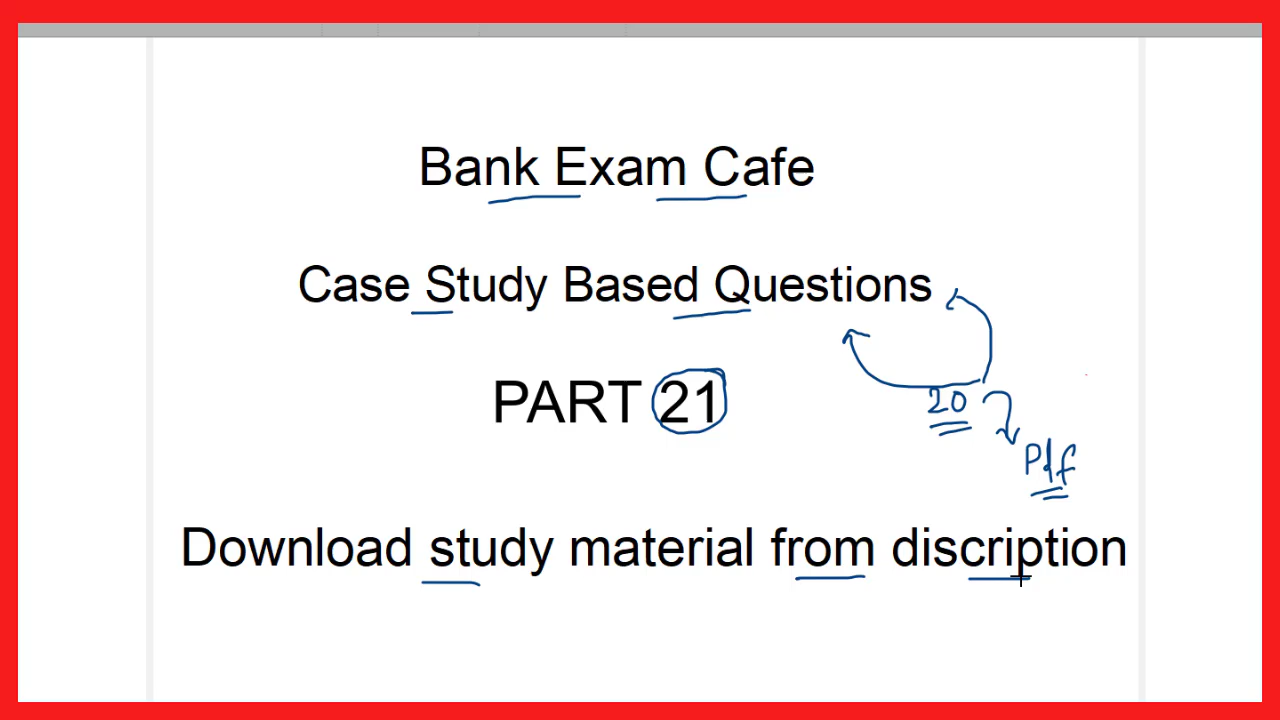 Bank Exam Cafe
Case Study Based Questions
PART 21
20
Pdf
Download study material from discription